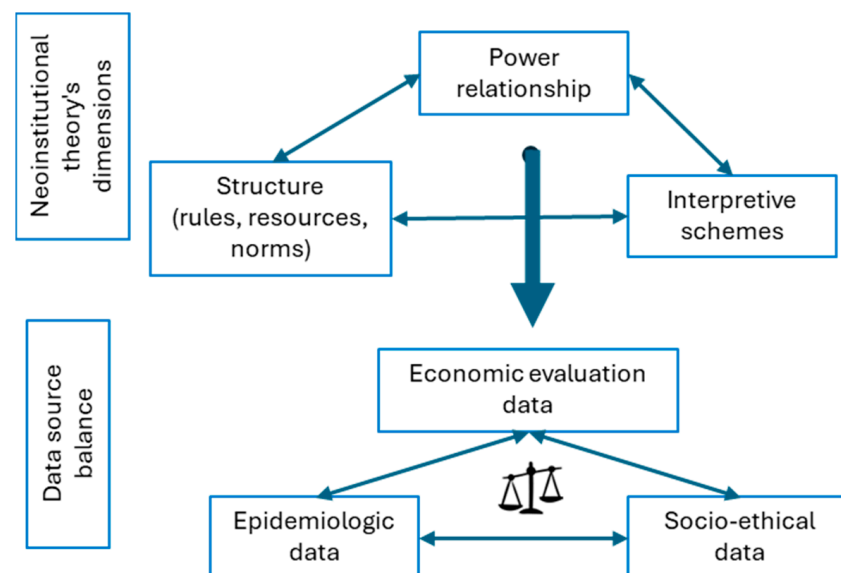 Neoinstitutional
theory's
dimensions
Power
relationship
Structure
(rules, resources,
norms)
Interpretive
schemes
Data source
balance
Economic evaluation
data
Epidemiologic
data
Socio-ethical
data